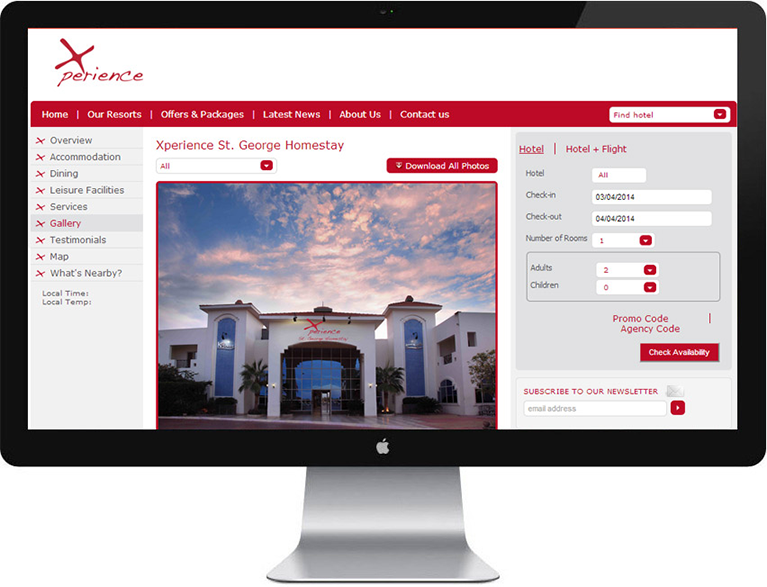 Xperience
Home | Our Resorts | Offers & Packages | Latest News | About Us | Contact us
Find hotel
Overview
Accommodation
Dining
Leisure Facilities
Services
Gallery
Testimonials
Map
What's Nearby?
Local Time:
Local Temp:
Xperience St. George Homestay
All
Download All Photos
Xperience
St. George Homestay
Hotel | Hotel + Flight
Hotel All
Check-in 03/04/2014
Check-out 04/04/2014
Number of Rooms 1
Adults 2
Children 0
Promo Code |
Agency Code
Check Availability
SUBSCRIBE TO OUR NEWSLETTER
email address